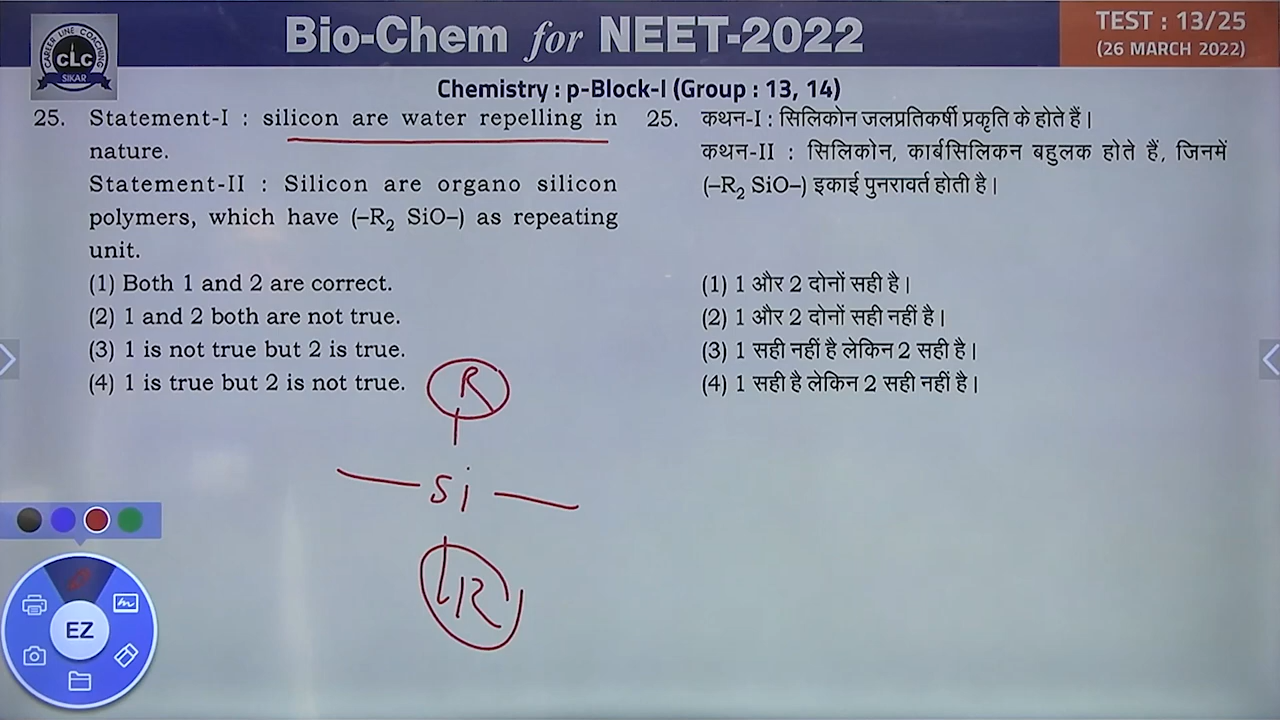 CAREER LINE COACHING
CLC
SIKAR
Bio-Chem for NEET-2022
TEST : 13/25
(26 MARCH 2022)
Chemistry : p-Block-I (Group : 13, 14)
25. Statement-I : silicon are water repelling in
nature.
Statement-II : Silicon are organo silicon
polymers, which have (–R₂ SiO–) as repeating
unit.
(1) Both 1 and 2 are correct.
(2) 1 and 2 both are not true.
(3) 1 is not true but 2 is true.
(4) 1 is true but 2 is not true.
25. कथन-I : सिलिकोन जलप्रतिकर्षी प्रकृति के होते हैं।
कथन-II : सिलिकोन, कार्बसिलिकन बहुलक होते हैं, जिनमें
(–R₂ SiO–) इकाई पुनरावर्त होती है।
(1) 1 और 2 दोनों सही है।
(2) 1 और 2 दोनों सही नहीं है।
(3) 1 सही नहीं है लेकिन 2 सही है।
(4) 1 सही है लेकिन 2 सही नहीं है।
R
Si
R
EZ